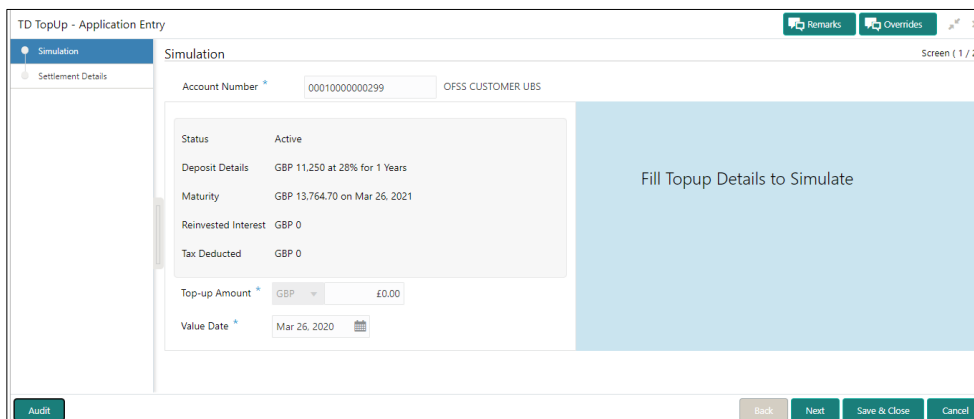 TD TopUp - Application Entry
Remarks
Overrides
Simulation
Settlement Details
Simulation
Screen ( 1 / 2
Account Number *
00010000000299
OFSS CUSTOMER UBS
Status Active
Deposit Details GBP 11,250 at 28% for 1 Years
Maturity GBP 13,764.70 on Mar 26, 2021
Reinvested Interest GBP 0
Tax Deducted GBP 0
Top-up Amount * GBP £0.00
Value Date * Mar 26, 2020
Fill Topup Details to Simulate
Audit
Back
Next
Save & Close
Cancel